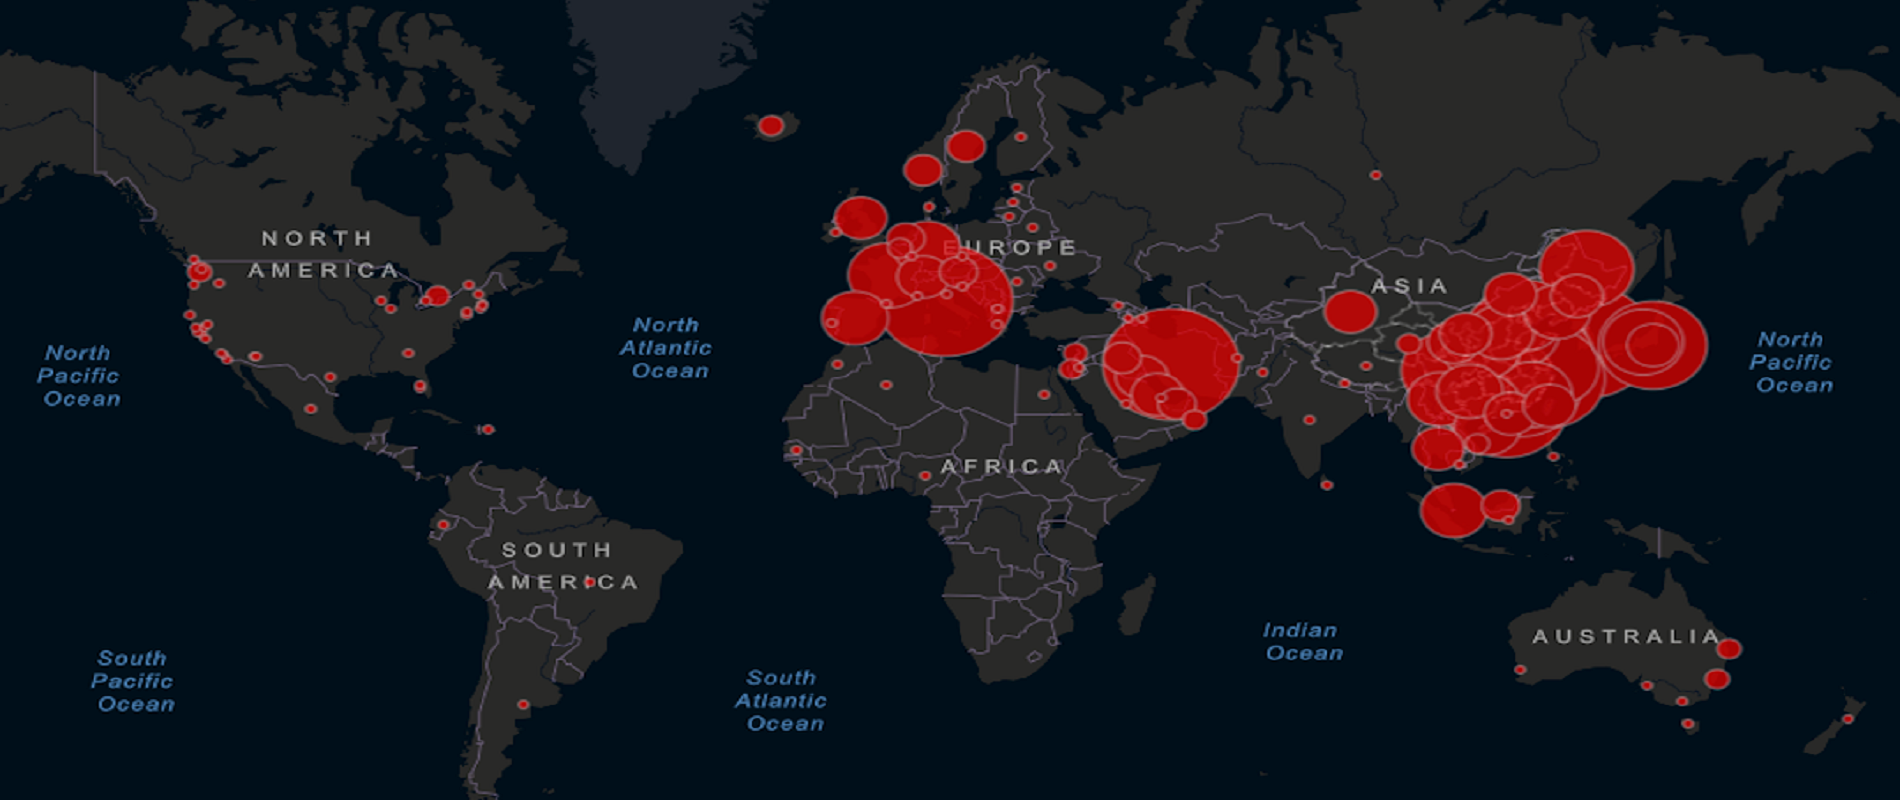 NORTH
AMERICA
EUROPE
ASIA
North
Atlantic
Ocean
North
Pacific
Ocean
North
Pacific
Ocean
AFRICA
SOUTH
AMERICA
Indian
Ocean
AUSTRALIA
South
Pacific
Ocean
South
Atlantic
Ocean